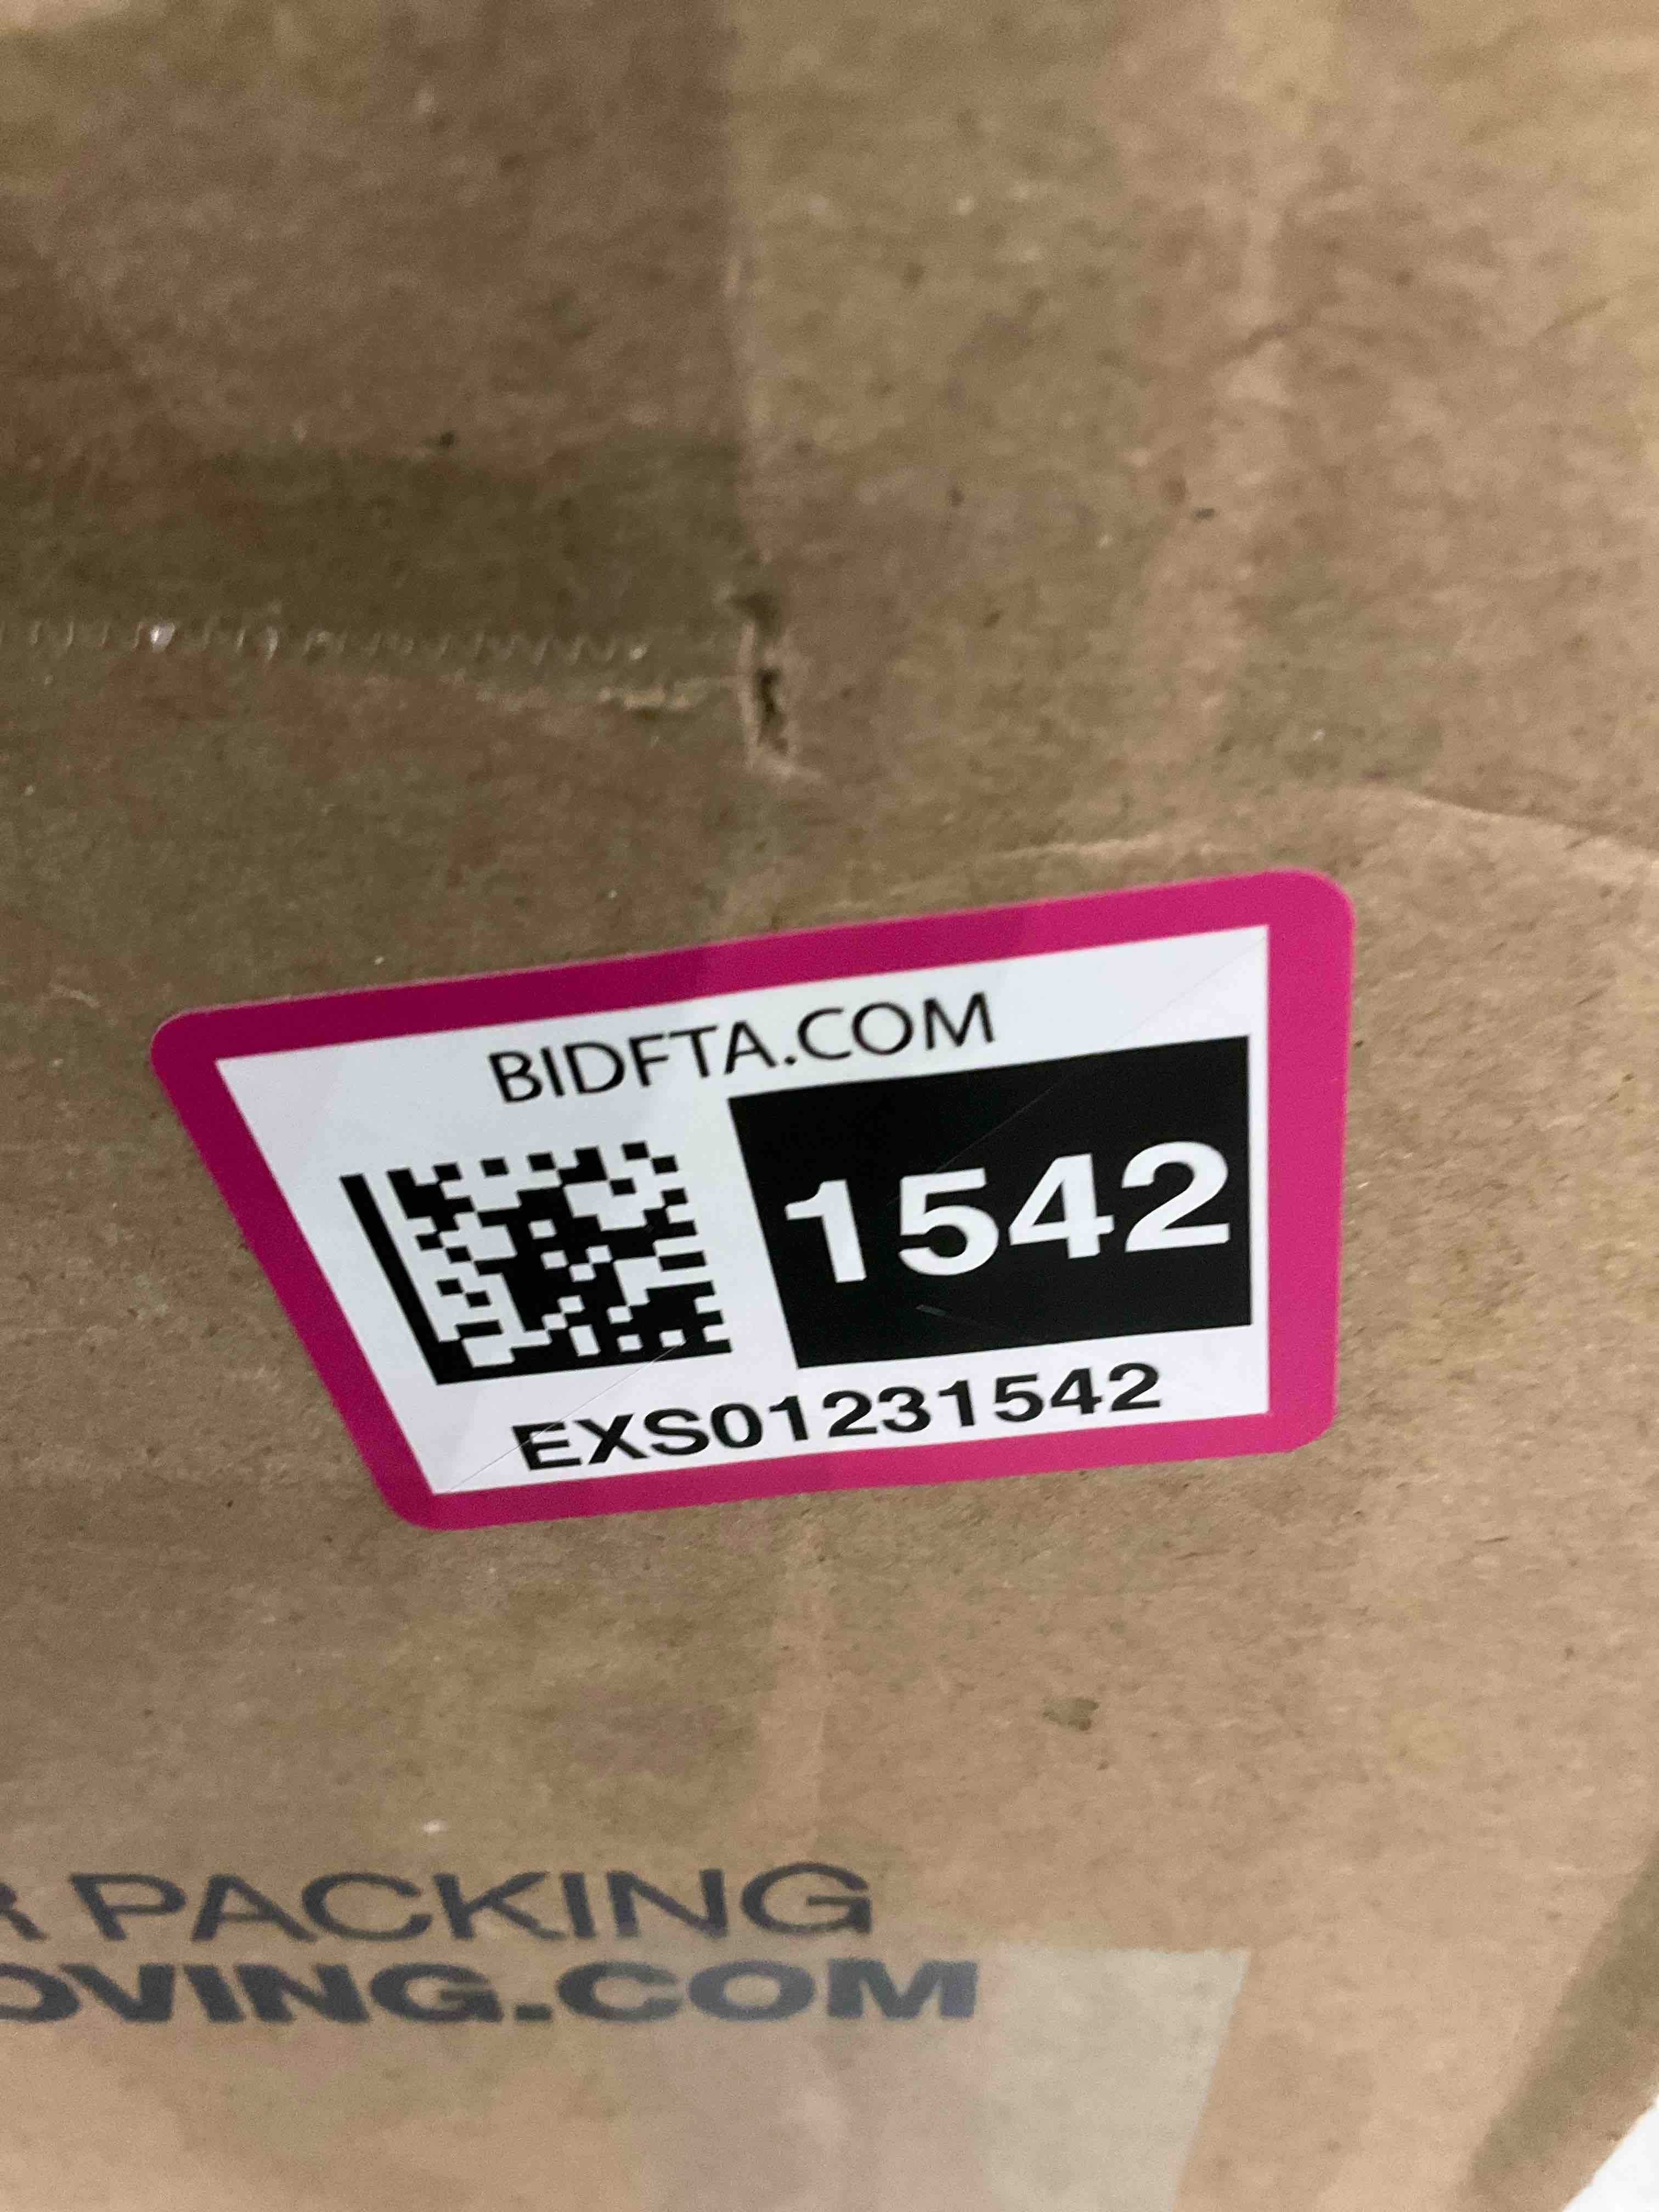 BIDFTA.COM
1542
EXS01231542
PACKING
OVING.COM